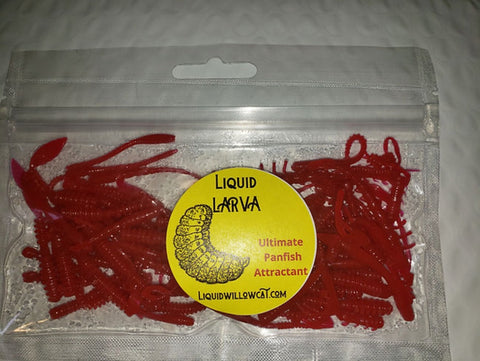 LIQUID
LARVA
Ultimate
Panfish
Attractant
LIQUIDWILLOWCAT.COM